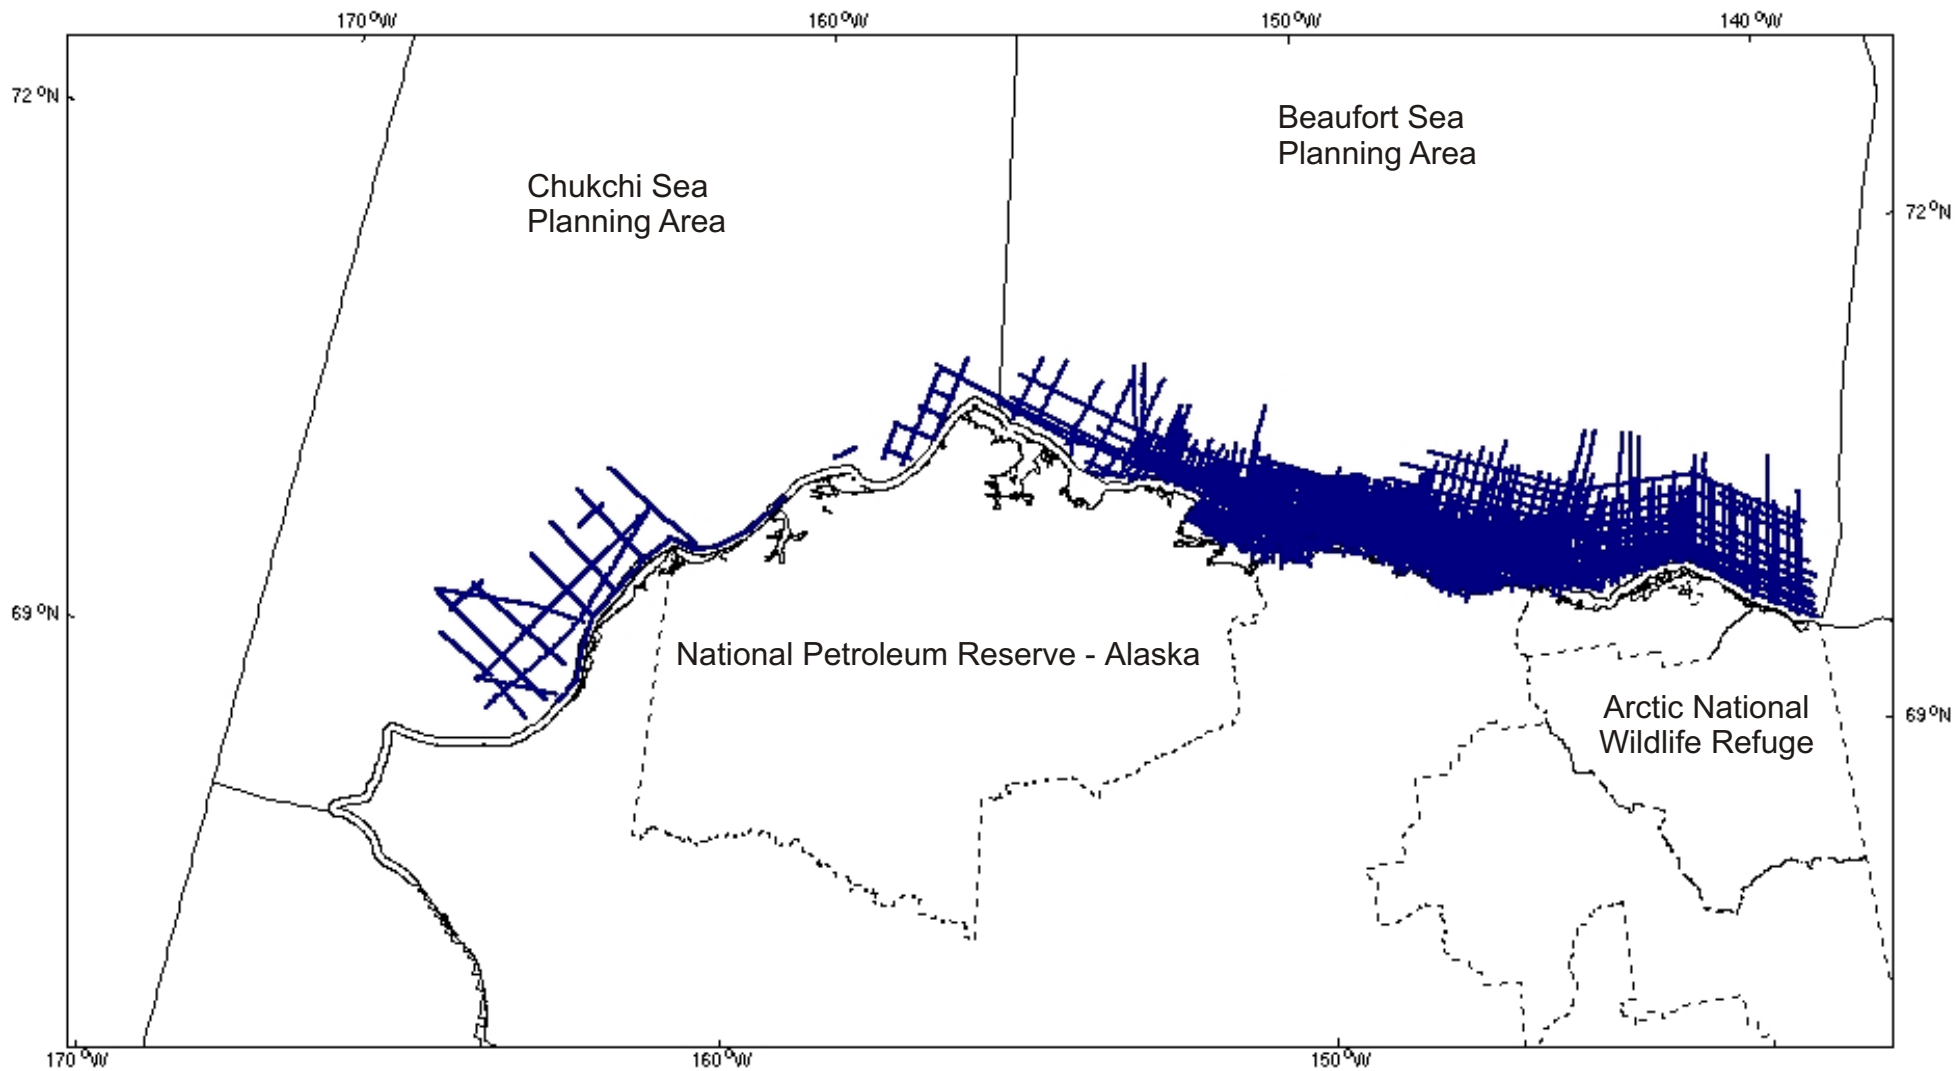 170 °W 160 °W 150 °W 140 °W
72 °N
Beaufort Sea
Planning Area
Chukchi Sea
Planning Area
72 °N
69 °N
National Petroleum Reserve - Alaska
Arctic National
Wildlife Refuge
69 °N
170 °W 160 °W 150 °W